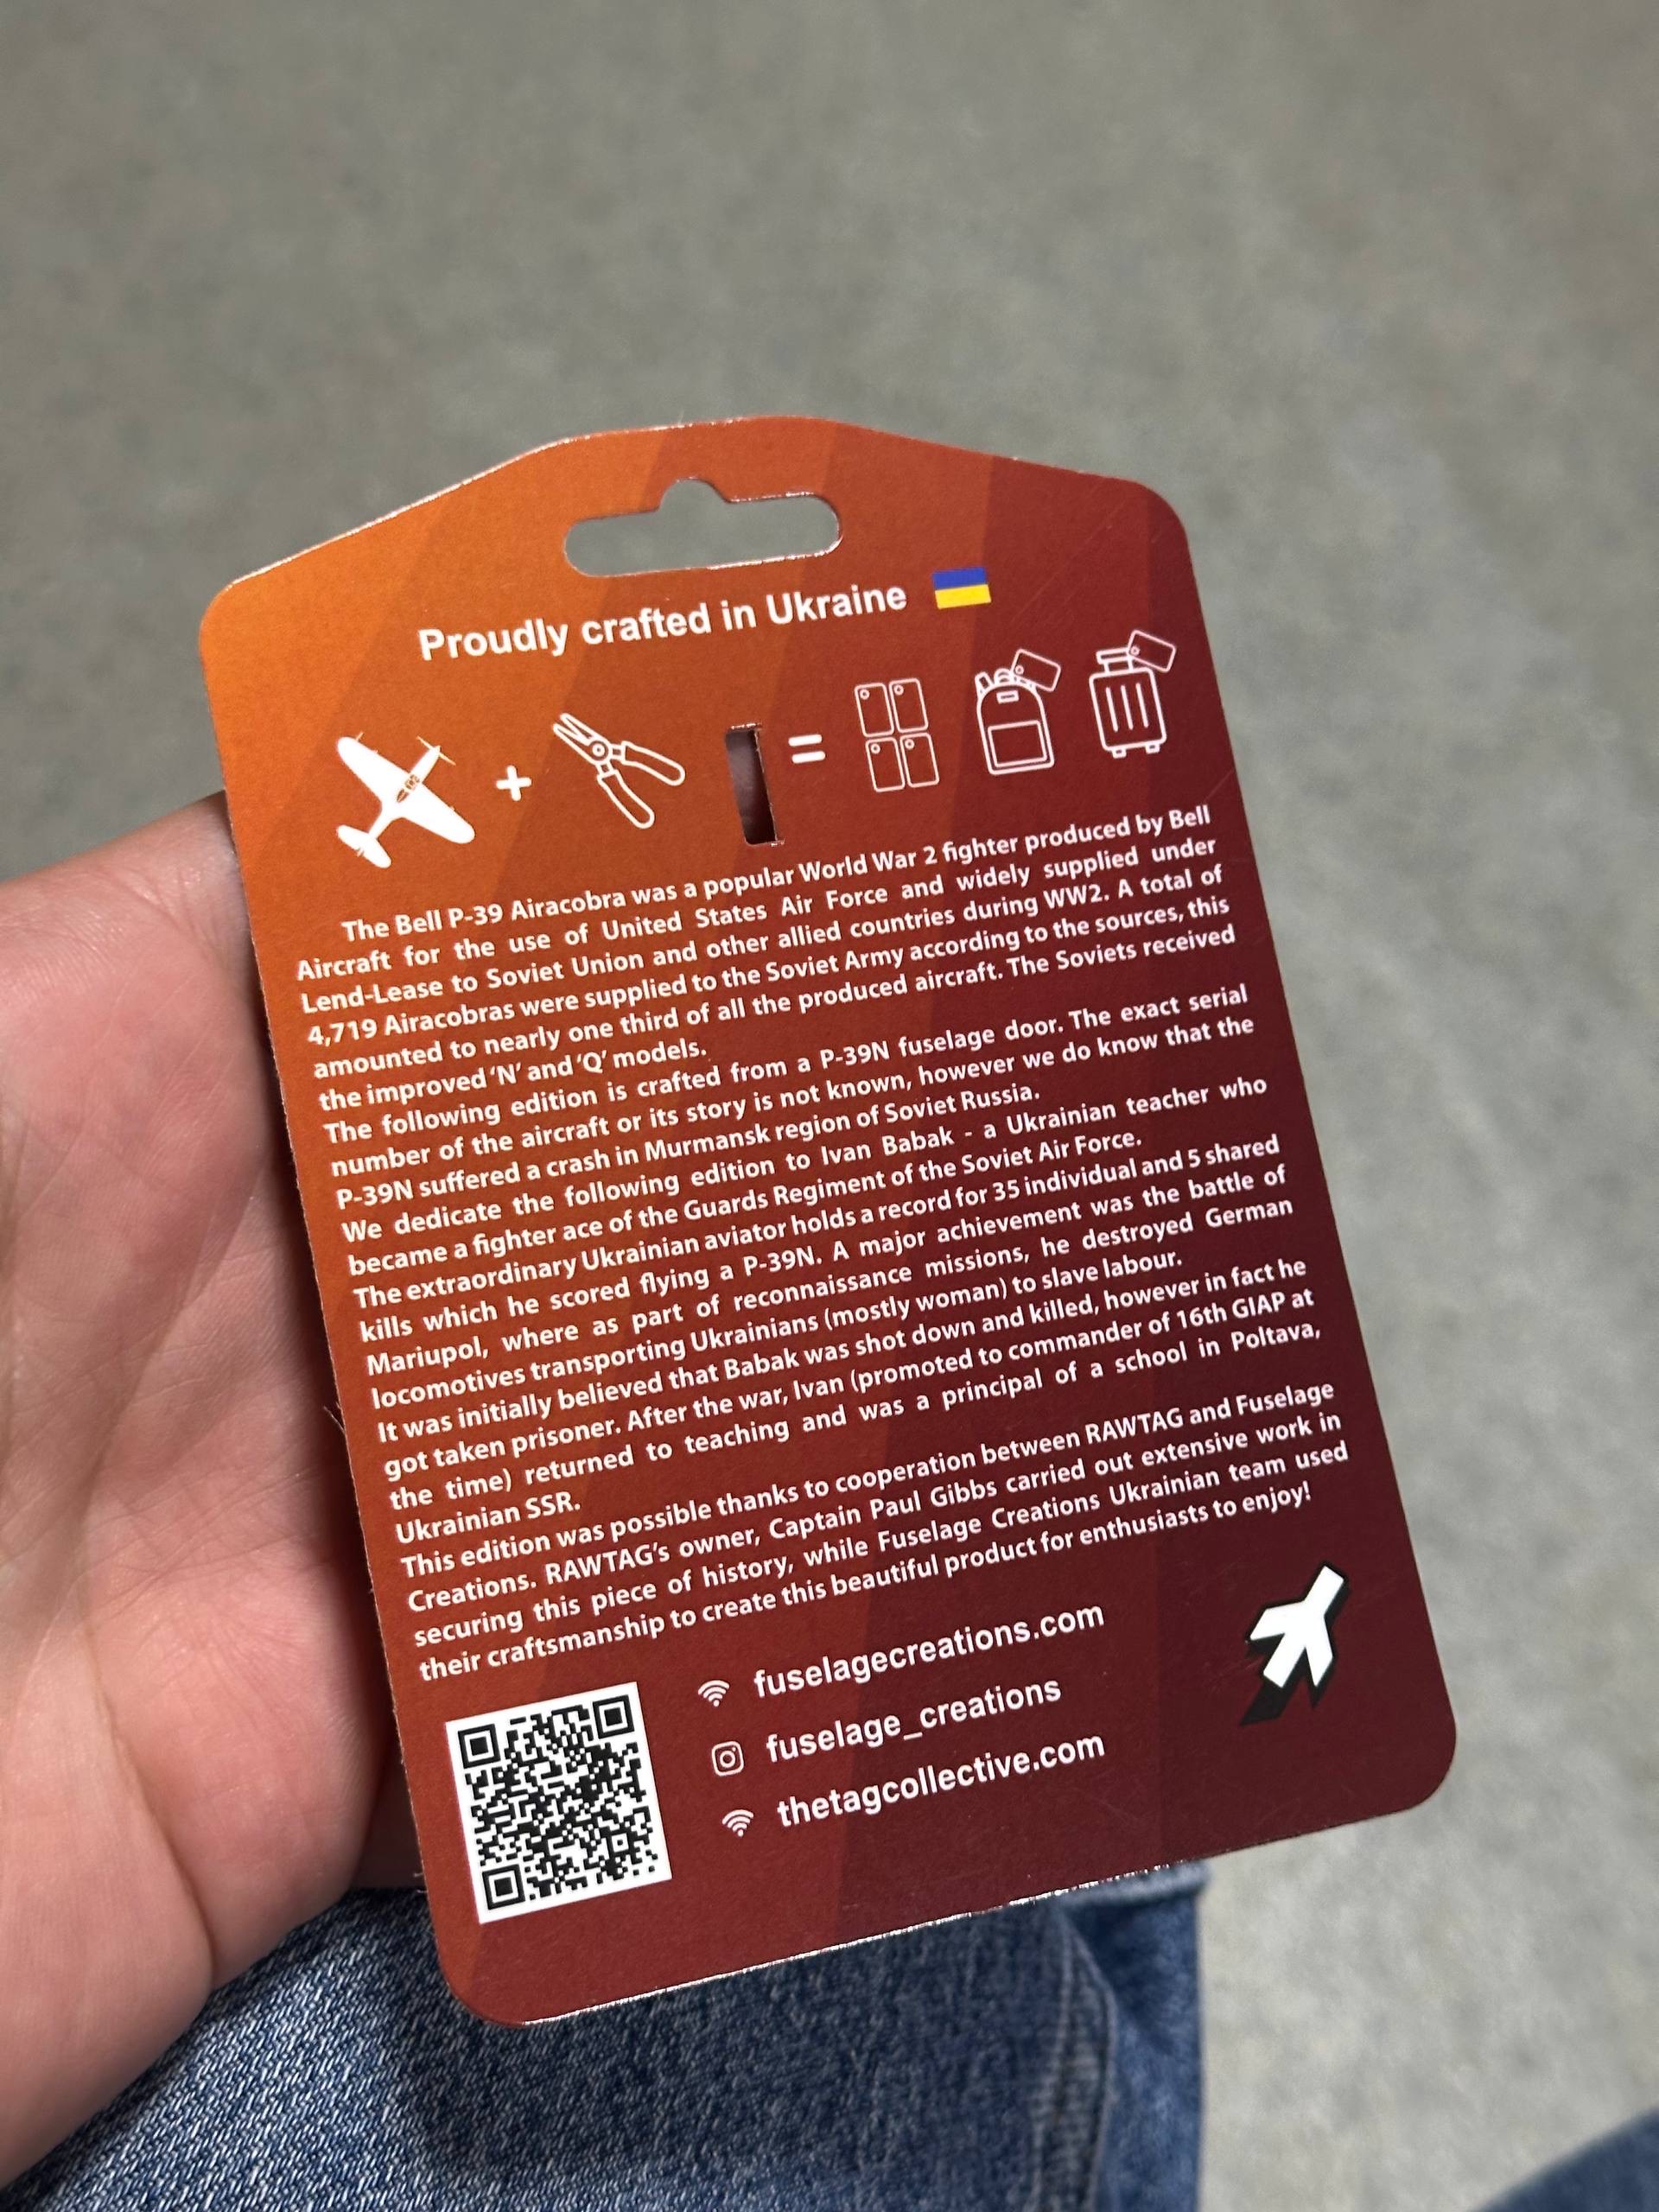 Proudly crafted in Ukraine
+ =
The Bell P-39 Airacobra was a popular World War 2 fighter produced by Bell
Aircraft for the use of United States Air Force and widely supplied under
Lend-Lease to Soviet Union and other allied countries during WW2. A total of
4,719 Airacobras were supplied to the Soviet Army according to the sources, this
amounted to nearly one third of all the produced aircraft. The Soviets received
the improved 'N' and 'Q' models.
The following edition is crafted from a P-39N fuselage door. The exact serial
number of the aircraft or its story is not known, however we do know that the
P-39N suffered a crash in Murmansk region of Soviet Russia.
We dedicate the following edition to Ivan Babak - a Ukrainian teacher who
became a fighter ace of the Guards Regiment of the Soviet Air Force.
The extraordinary Ukrainian aviator holds a record for 35 individual and 5 shared
kills which he scored flying a P-39N. A major achievement was the battle of
Mariupol, where as part of reconnaissance missions, he destroyed German
locomotives transporting Ukrainians (mostly woman) to slave labour.
It was initially believed that Babak was shot down and killed, however in fact he
got taken prisoner. After the war, Ivan (promoted to commander of 16th GIAP at
the time) returned to teaching and was a principal of a school in Poltava,
Ukrainian SSR.
This edition was possible thanks to cooperation between RAWTAG and Fuselage
Creations. RAWTAG's owner, Captain Paul Gibbs carried out extensive work in
securing this piece of history, while Fuselage Creations Ukrainian team used
their craftsmanship to create this beautiful product for enthusiasts to enjoy!
fuselagecreations.com
fuselage_creations
thetagcollective.com